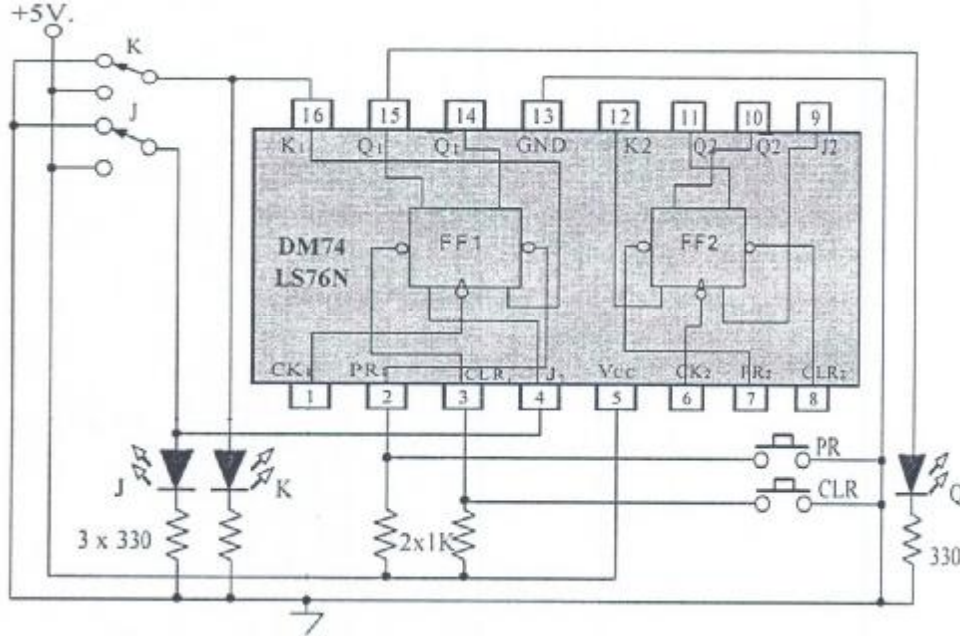 +5V.
K
J
16 15 14 13 12 11 10 9
K1 Q1 Q1 GND K2 Q2 Q2 J2
DM74
LS76N
FF1 FF2
CK1 PR1 CLR1 J1 Vcc CK2 PR2 CLR2
1 2 3 4 5 6 7 8
PR
CLR
J K Q
3 x 330 2x1K 330